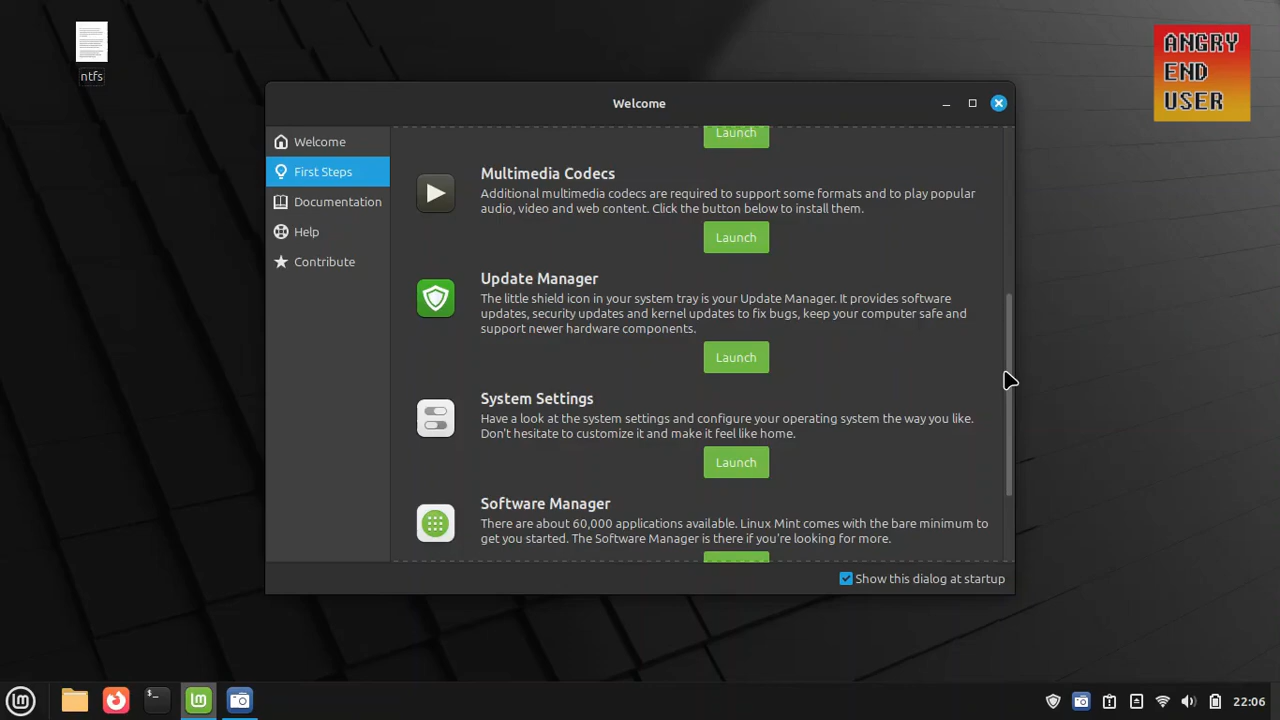 ntfs
ANGRY
END
USER
Welcome
Welcome
First Steps
Documentation
Help
Contribute
Launch
Multimedia Codecs
Additional multimedia codecs are required to support some formats and to play popular
audio, video and web content. Click the button below to install them.
Launch
Update Manager
The little shield icon in your system tray is your Update Manager. It provides software
updates, security updates and kernel updates to fix bugs, keep your computer safe and
support newer hardware components.
Launch
System Settings
Have a look at the system settings and configure your operating system the way you like.
Don't hesitate to customize it and make it feel like home.
Launch
Software Manager
There are about 60,000 applications available. Linux Mint comes with the bare minimum to
get you started. The Software Manager is there if you're looking for more.
Show this dialog at startup
22:06